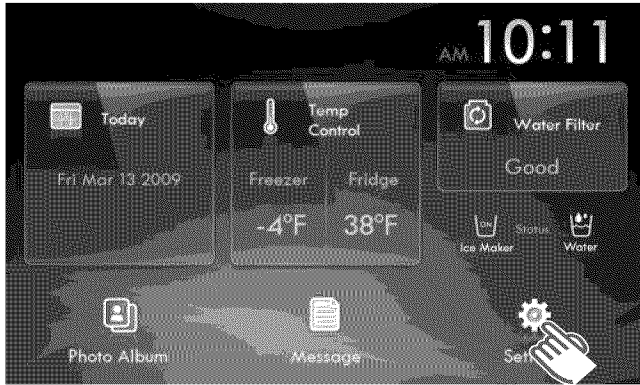 AM 10:11
Today
Fri Mar 13 2009
Temp
Control
Freezer Fridge
-4°F 38°F
Water Filter
Good
ON
Ice Maker Status Water
Photo Album Message